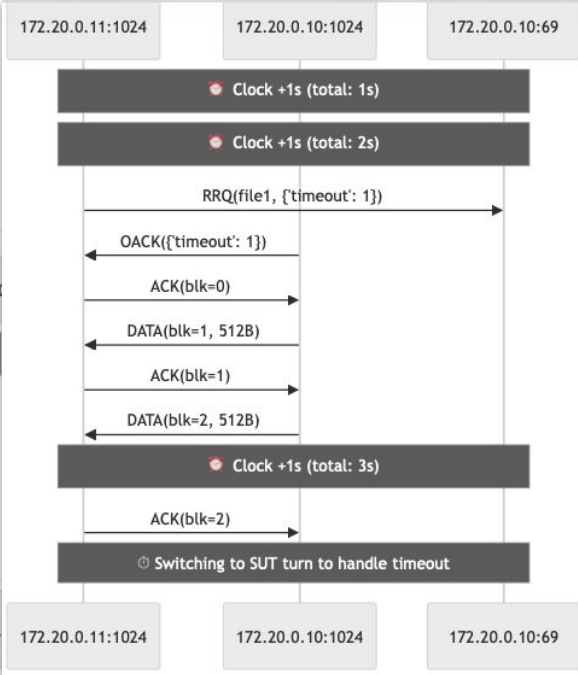 172.20.0.11:1024 172.20.0.10:1024 172.20.0.10:69
⏰ Clock +1s (total: 1s)
⏰ Clock +1s (total: 2s)
RRQ(file1, {'timeout': 1})
OACK({'timeout': 1})
ACK(blk=0)
DATA(blk=1, 512B)
ACK(blk=1)
DATA(blk=2, 512B)
⏰ Clock +1s (total: 3s)
ACK(blk=2)
⏱ Switching to SUT turn to handle timeout
172.20.0.11:1024 172.20.0.10:1024 172.20.0.10:69